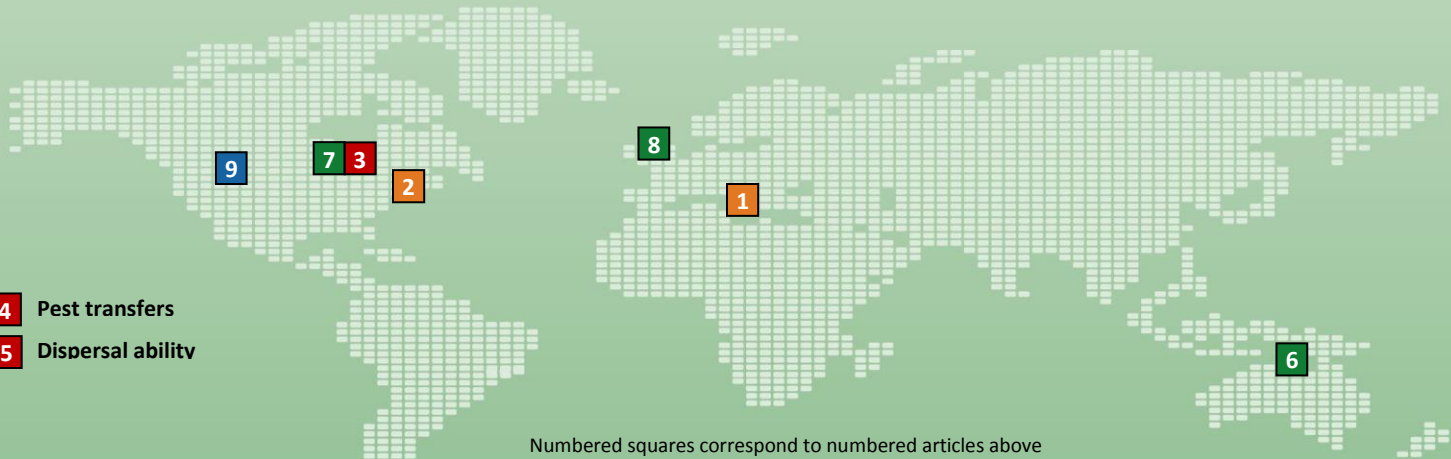 8
7 3
9
2
1
4 Pest transfers
5 Dispersal ability
6
Numbered squares correspond to numbered articles above